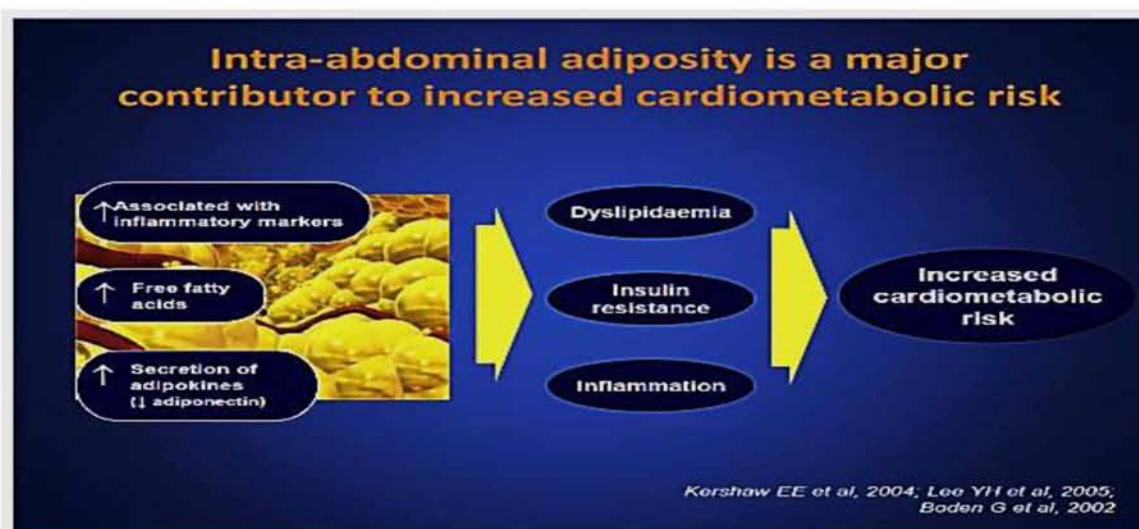 Intra-abdominal adiposity is a major
contributor to increased cardiometabolic risk
↑Associated with
inflammatory markers
↑ Free fatty
acids
↑ Secretion of
adipokines
(↓ adiponectin)
Dyslipidaemia
Insulin
resistance
Inflammation
Increased
cardiometabolic
risk
Kershaw EE et al, 2004; Lee YH et al, 2005;
Boden G et al, 2002